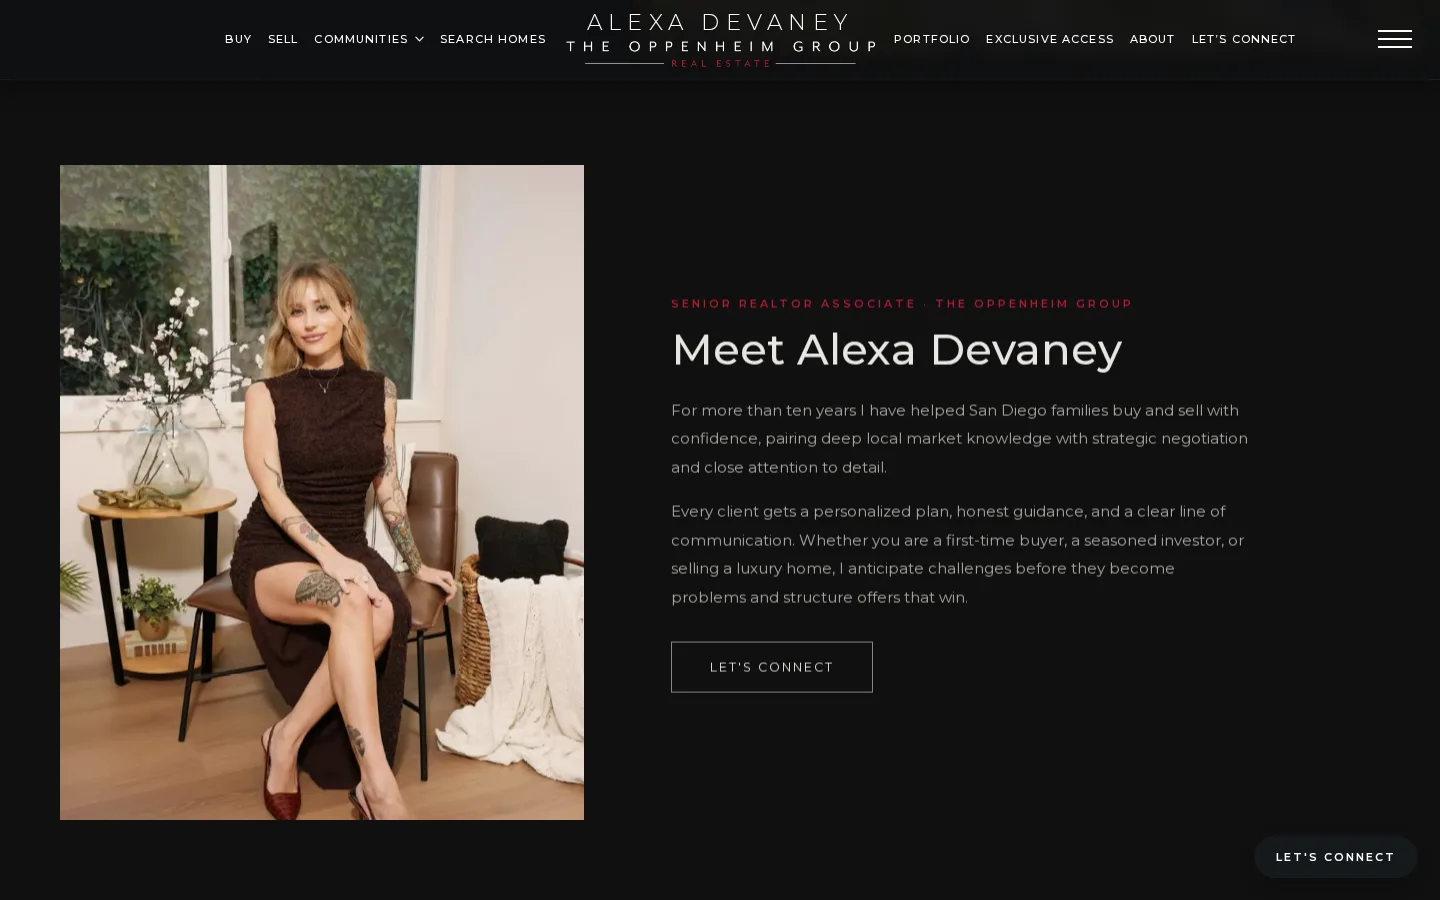 BUY SELL COMMUNITIES SEARCH HOMES
ALEXA DEVANEY
THE OPPENHEIM GROUP
REAL ESTATE
PORTFOLIO EXCLUSIVE ACCESS ABOUT LET'S CONNECT
SENIOR REALTOR ASSOCIATE · THE OPPENHEIM GROUP
Meet Alexa Devaney
For more than ten years I have helped San Diego families buy and sell with
confidence, pairing deep local market knowledge with strategic negotiation
and close attention to detail.
Every client gets a personalized plan, honest guidance, and a clear line of
communication. Whether you are a first-time buyer, a seasoned investor, or
selling a luxury home, I anticipate challenges before they become
problems and structure offers that win.
LET'S CONNECT
LET'S CONNECT